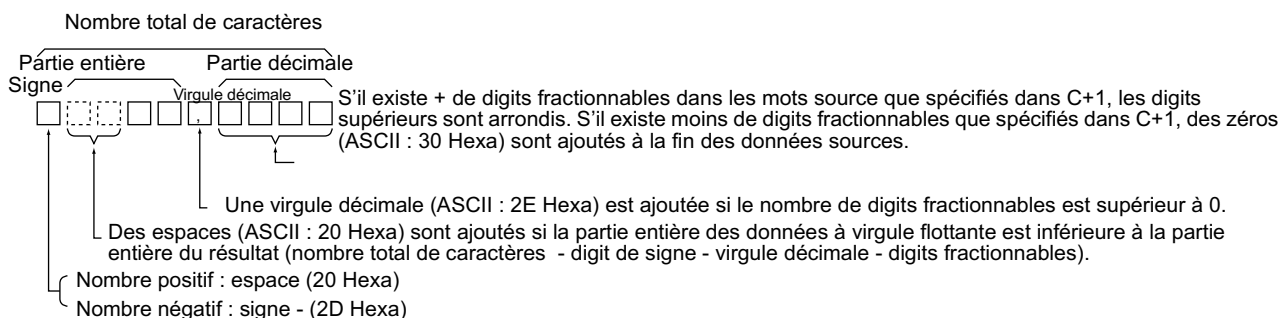 Nombre total de caractères
Partie entière
Partie décimale
Signe
Virgule décimale
,
S'il existe + de digits fractionnables dans les mots source que spécifiés dans C+1, les digits
supérieurs sont arrondis. S'il existe moins de digits fractionnables que spécifiés dans C+1, des zéros
(ASCII : 30 Hexa) sont ajoutés à la fin des données sources.
Une virgule décimale (ASCII : 2E Hexa) est ajoutée si le nombre de digits fractionnables est supérieur à 0.
Des espaces (ASCII : 20 Hexa) sont ajoutés si la partie entière des données à virgule flottante est inférieure à la partie
entière du résultat (nombre total de caractères - digit de signe - virgule décimale - digits fractionnables).
Nombre positif : espace (20 Hexa)
Nombre négatif : signe - (2D Hexa)